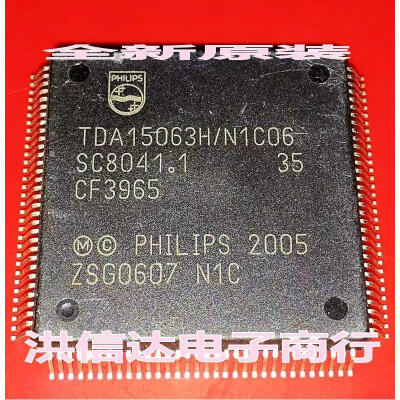 全新原装
PHILIPS
TDA15063H/N1C06
SC8041.1 35
CF3965
Ⓜ © PHILIPS 2005
ZSG0607 N1C
洪信达电子商行